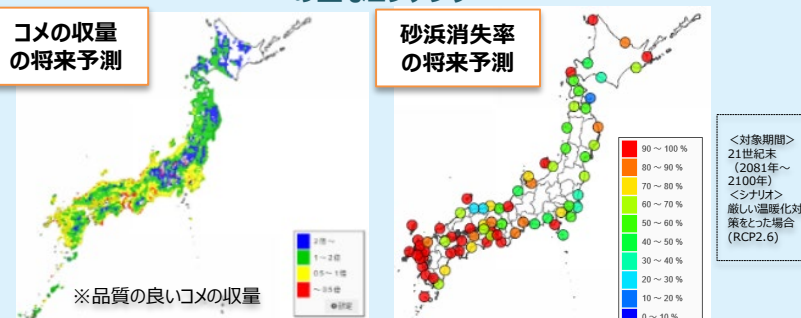 コメの収量
の将来予測
2倍～
1～2倍
0.5～1倍
～0.5倍
※品質の良いコメの収量
砂浜消失率
の将来予測
90 ～ 100 %
80 ～ 90 %
70 ～ 80 %
60 ～ 70 %
50 ～ 60 %
40 ～ 50 %
30 ～ 40 %
20 ～ 30 %
10 ～ 20 %
0 ～ 10 %
＜対象期間＞
21世紀末
（2081年～
2100年）
＜シナリオ＞
厳しい温暖化対
策をとった場合
(RCP2.6)